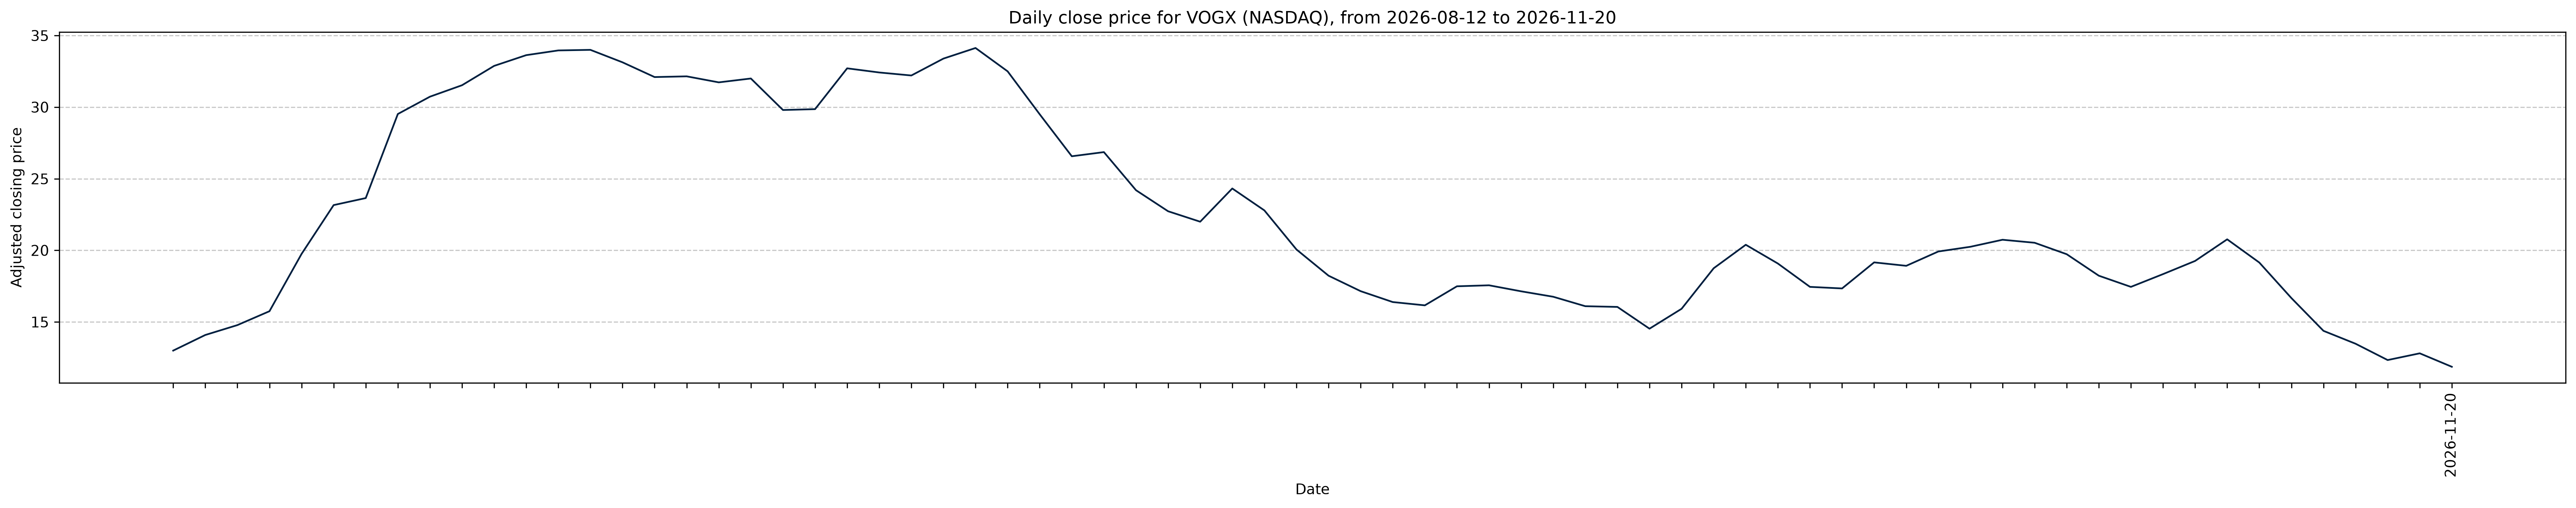 Daily close price for VOGX (NASDAQ), from 2026-08-12 to 2026-11-20
Adjusted closing price
35
30
25
20
15
2026-11-20
Date